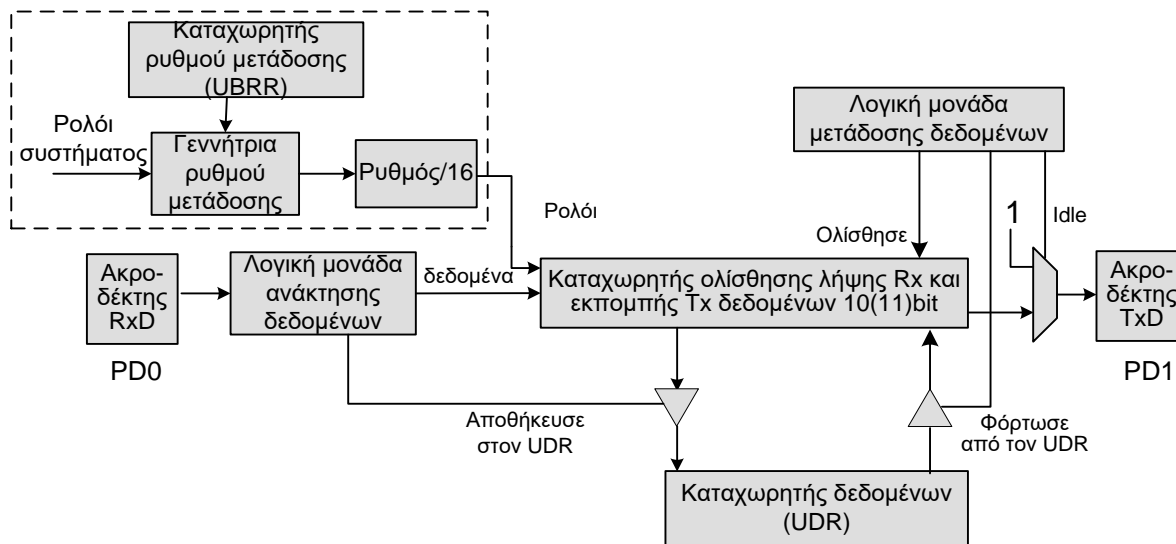 Καταχωρητής
ρυθμού μετάδοσης
(UBRR)
Ρολόι
συστήματος
Γεννήτρια
ρυθμού
μετάδοσης
Ρυθμός/16
Λογική μονάδα
μετάδοσης δεδομένων
Ρολόι
Ολίσθησε
1
Idle
Ακρο-
δέκτης
RxD
PD0
Λογική μονάδα
ανάκτησης
δεδομένων
δεδομένα
Καταχωρητής ολίσθησης λήψης Rx και
εκπομπής Tx δεδομένων 10(11)bit
Ακρο-
δέκτης
TxD
PD1
Αποθήκευσε
στον UDR
Φόρτωσε
από τον UDR
Καταχωρητής δεδομένων
(UDR)